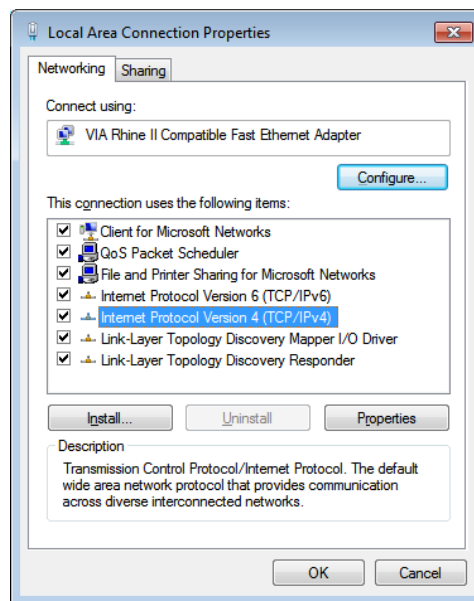 Local Area Connection Properties
Networking Sharing
Connect using:
VIA Rhine II Compatible Fast Ethernet Adapter
Configure...
This connection uses the following items:
Client for Microsoft Networks
QoS Packet Scheduler
File and Printer Sharing for Microsoft Networks
Internet Protocol Version 6 (TCP/IPv6)
Internet Protocol Version 4 (TCP/IPv4)
Link-Layer Topology Discovery Mapper I/O Driver
Link-Layer Topology Discovery Responder
Install... Uninstall Properties
Description
Transmission Control Protocol/Internet Protocol. The default
wide area network protocol that provides communication
across diverse interconnected networks.
OK Cancel